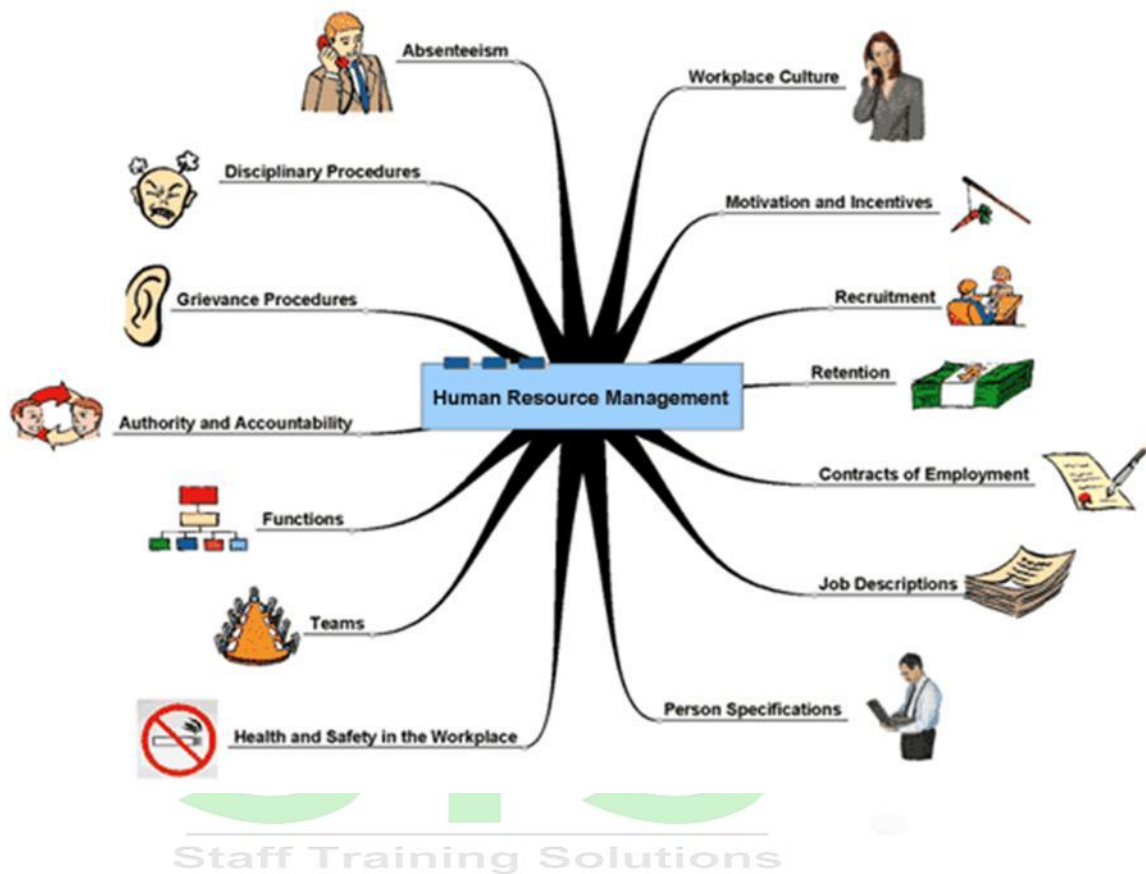 Absenteeism
Workplace Culture
Disciplinary Procedures
Motivation and Incentives
Grievance Procedures
Recruitment
Retention
Human Resource Management
Authority and Accountability
Contracts of Employment
Functions
Job Descriptions
Teams
Person Specifications
Health and Safety in the Workplace
Staff Training Solutions